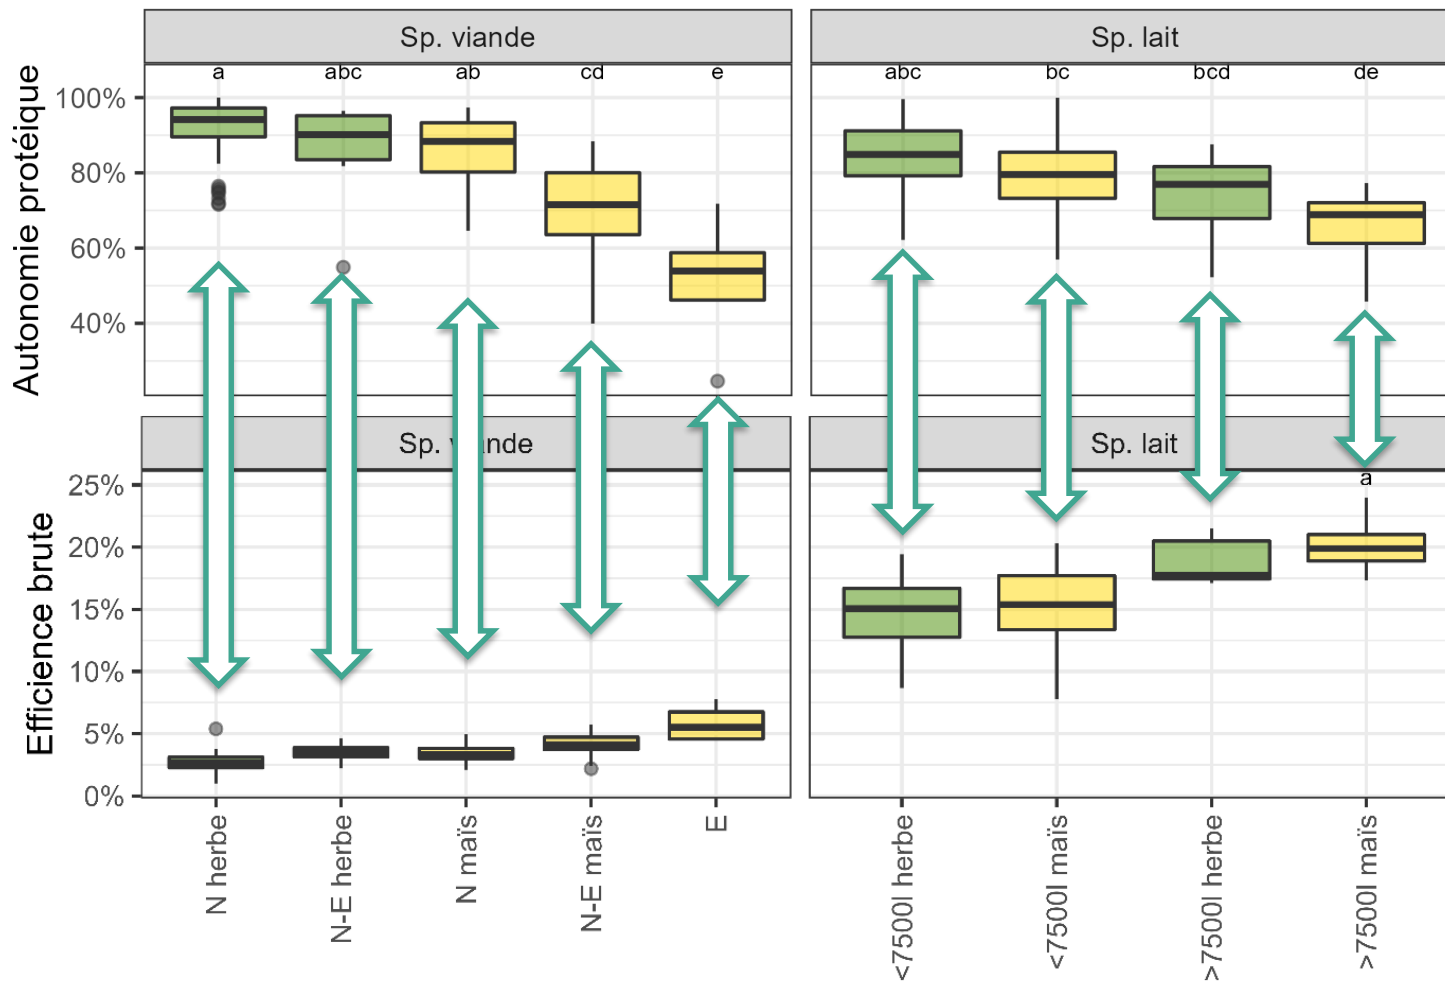 Sp. viande
Sp. lait
a abc ab cd e
abc bc bcd de
Autonomie protéique
100%
80%
60%
40%
Sp. viande
Sp. lait
a
Efficience brute
25%
20%
15%
10%
5%
0%
N herbe
N-E herbe
N maïs
N-E maïs
E
<7500l herbe
<7500l maïs
>7500l herbe
>7500l maïs